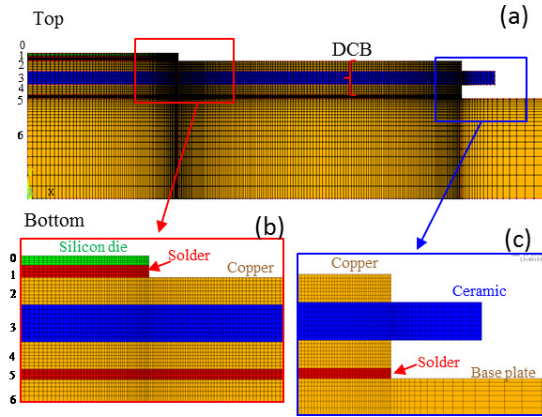 Top
(a)
DCB
0
1
2
3
4
5
6
X
Bottom
(b)
(c)
Silicon die
Solder
Copper
0
1
2
3
4
5
6
Copper
Ceramic
Solder
Base plate